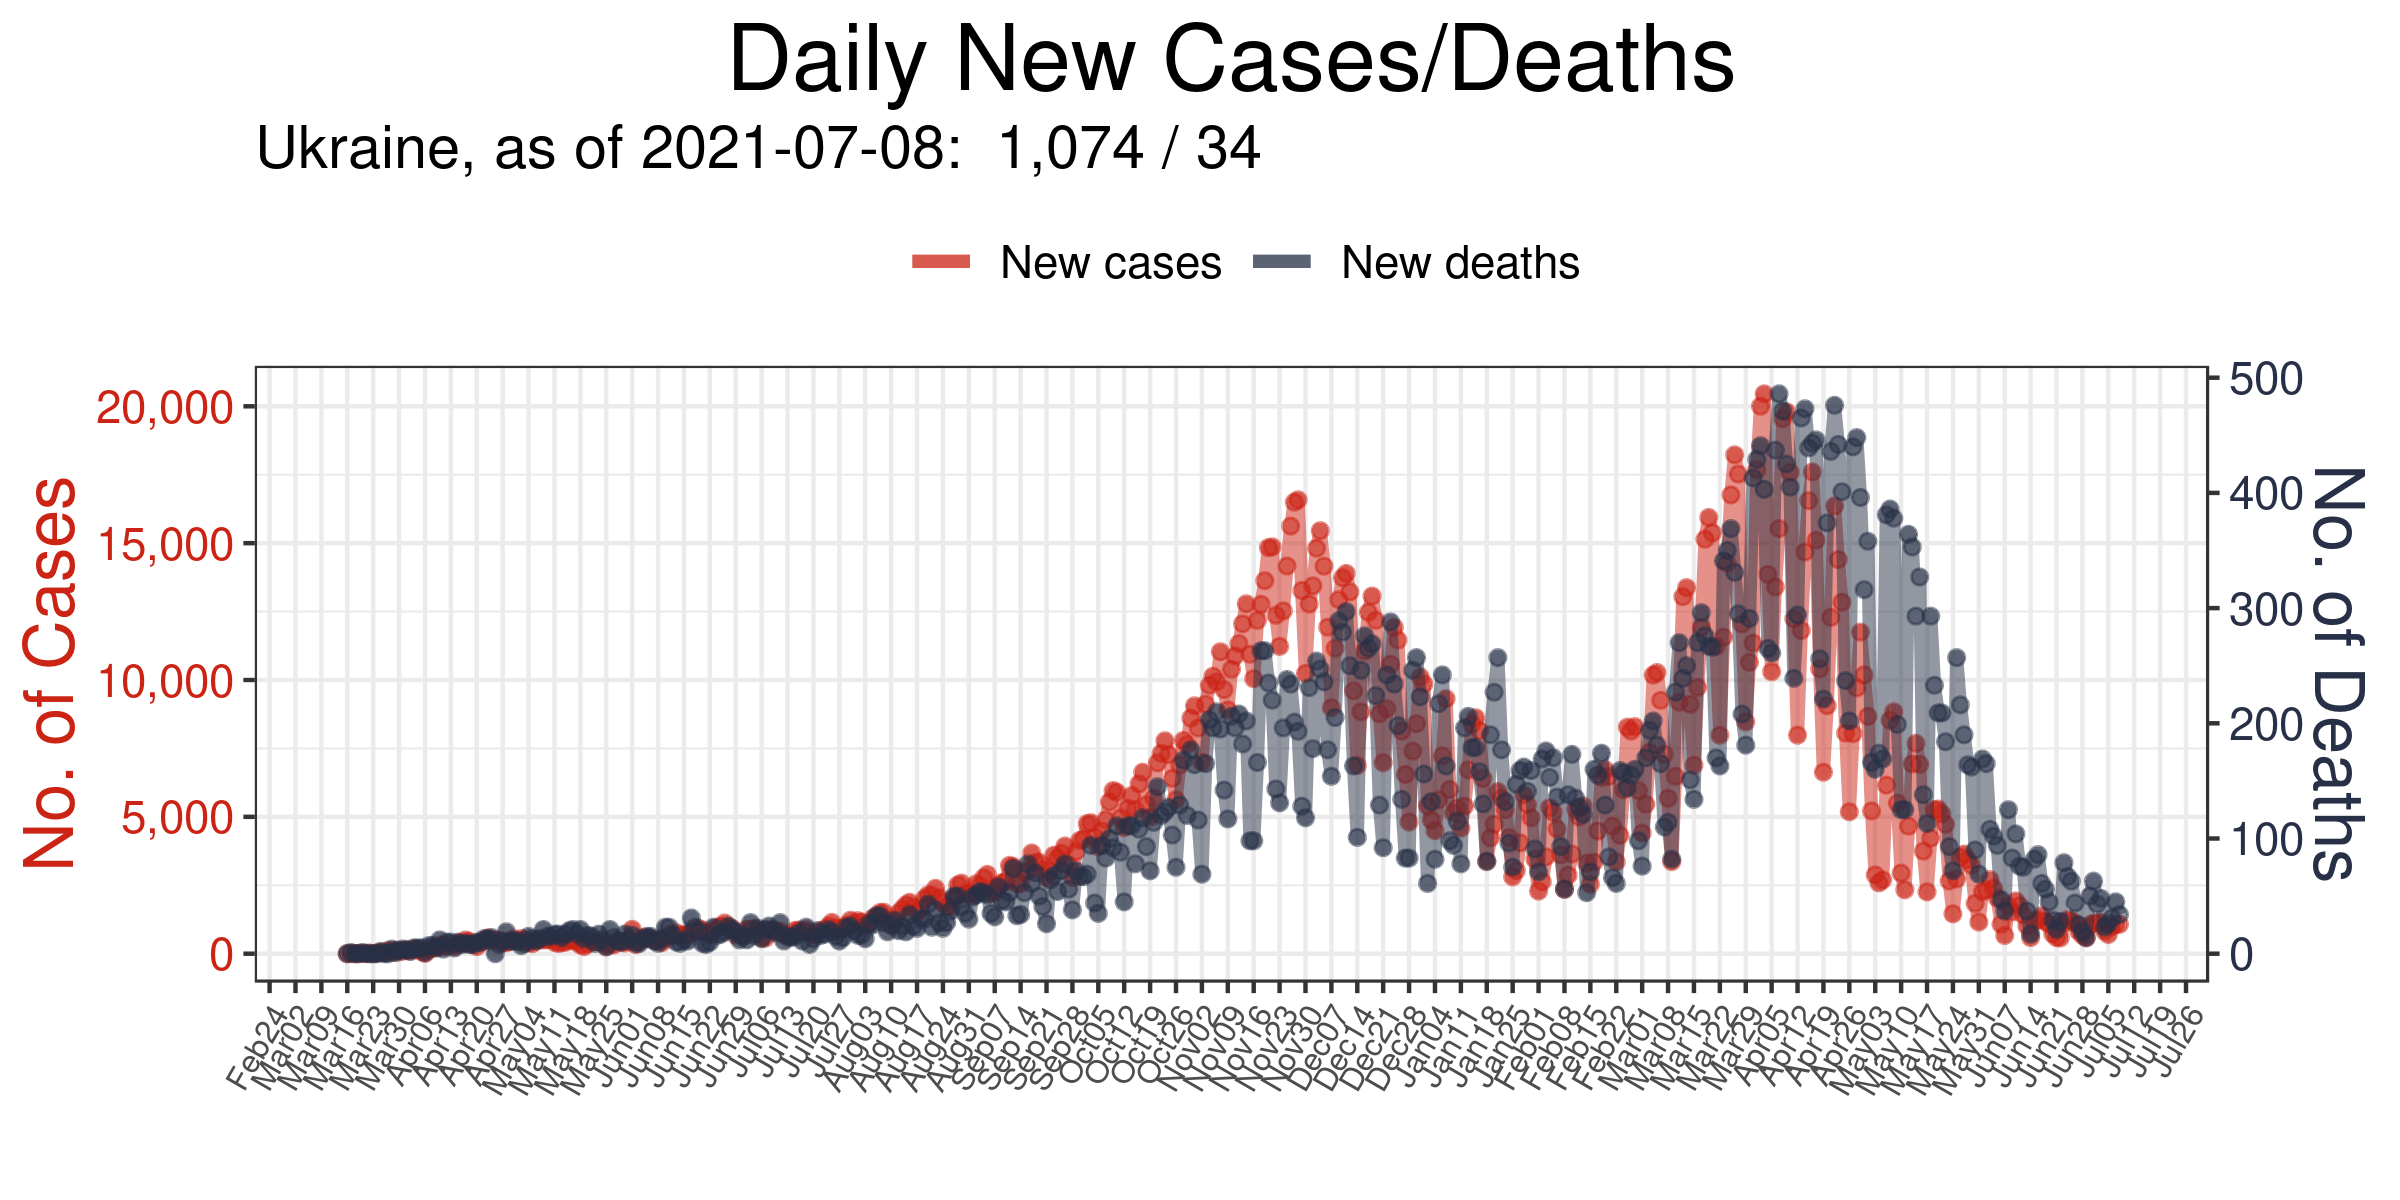 Daily New Cases/Deaths
Ukraine, as of 2021-07-08:  1,074 / 34
New cases New deaths
No. of Cases
20,000
15,000
10,000
5,000
0
500
400
300
200
100
0
No. of Deaths
Feb24 Mar02 Mar09 Mar16 Mar23 Mar30 Apr06 Apr13 Apr20 Apr27 May04 May11 May18 May25 Jun01 Jun08 Jun15 Jun22 Jun29 Jul06 Jul13 Jul20 Jul27 Aug03 Aug10 Aug17 Aug24 Aug31 Sep07 Sep14 Sep21 Sep28 Oct05 Oct12 Oct19 Oct26 Nov02 Nov09 Nov16 Nov23 Nov30 Dec07 Dec14 Dec21 Dec28 Jan04 Jan11 Jan18 Jan25 Feb01 Feb08 Feb15 Feb22 Mar01 Mar08 Mar15 Mar22 Mar29 Apr05 Apr12 Apr19 Apr26 May03 May10 May17 May24 May31 Jun07 Jun14 Jun21 Jun28 Jul05 Jul12 Jul19 Jul26